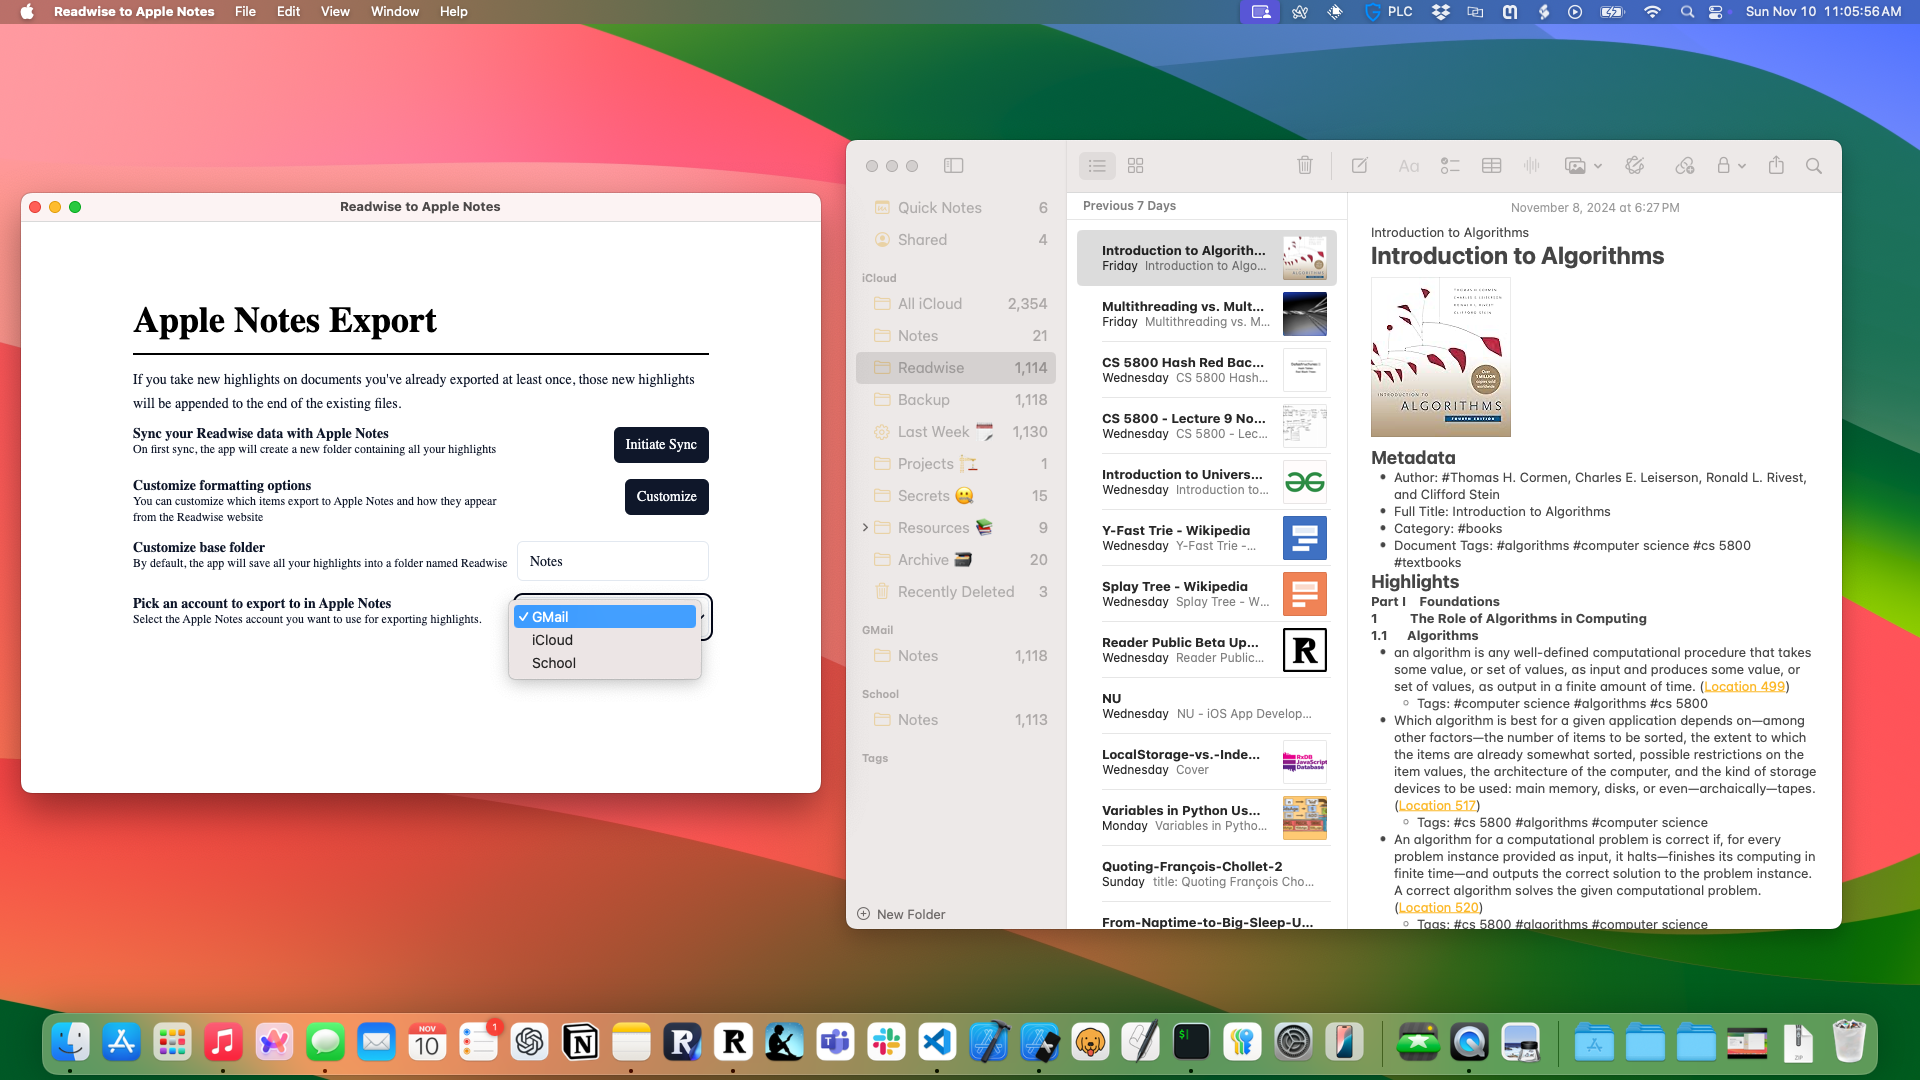 Readwise to Apple Notes File Edit View Window Help
PLC Sun Nov 10 11:05:56 AM
Readwise to Apple Notes
Apple Notes Export
If you take new highlights on documents you've already exported at least once, those new highlights
will be appended to the end of the existing files.
Sync your Readwise data with Apple Notes
On first sync, the app will create a new folder containing all your highlights
Initiate Sync
Customize formatting options
You can customize which items export to Apple Notes and how they appear
from the Readwise website
Customize
Customize base folder
By default, the app will save all your highlights into a folder named Readwise
Notes
Pick an account to export to in Apple Notes
Select the Apple Notes account you want to use for exporting highlights.
✓ GMail
iCloud
School
Quick Notes 6
Shared 4
iCloud
All iCloud 2,354
Notes 21
Readwise 1,114
Backup 1,118
Last Week 1,130
Projects 1
Secrets 15
Resources 9
Archive 20
Recently Deleted 3
GMail
Notes 1,118
School
Notes 1,113
Tags
New Folder
Aa
Previous 7 Days
Introduction to Algorith...
Friday Introduction to Algo...
Multithreading vs. Mult...
Friday Multithreading vs. M...
CS 5800 Hash Red Bac...
Wednesday CS 5800 Hash...
CS 5800 - Lecture 9 No...
Wednesday CS 5800 - Lec...
Introduction to Univers...
Wednesday Introduction to...
Y-Fast Trie - Wikipedia
Wednesday Y-Fast Trie -...
Splay Tree - Wikipedia
Wednesday Splay Tree - W...
Reader Public Beta Up...
Wednesday Reader Public...
R
NU
Wednesday NU - iOS App Develop...
LocalStorage-vs.-Inde...
Wednesday Cover
RxDB
JavaScript
Database
Variables in Python Us...
Monday Variables in Pytho...
Quoting-François-Chollet-2
Sunday title: Quoting François Cho...
From-Naptime-to-Big-Sleep-U...
November 8, 2024 at 6:27 PM
Introduction to Algorithms
Introduction to Algorithms
THOMAS H. CORMEN
CHARLES E. LEISERSON
RONALD L. RIVEST
CLIFFORD STEIN
INTRODUCTION TO
ALGORITHMS
FOURTH EDITION
Metadata
• Author: #Thomas H. Cormen, Charles E. Leiserson, Ronald L. Rivest,
and Clifford Stein
• Full Title: Introduction to Algorithms
• Category: #books
• Document Tags: #algorithms #computer science #cs 5800
#textbooks
Highlights
Part I Foundations
1 The Role of Algorithms in Computing
1.1 Algorithms
• an algorithm is any well-defined computational procedure that takes
some value, or set of values, as input and produces some value, or
set of values, as output in a finite amount of time. (Location 499)
◦ Tags: #computer science #algorithms #cs 5800
• Which algorithm is best for a given application depends on—among
other factors—the number of items to be sorted, the extent to which
the items are already somewhat sorted, possible restrictions on the
item values, the architecture of the computer, and the kind of storage
devices to be used: main memory, disks, or even—archaically—tapes.
(Location 517)
◦ Tags: #cs 5800 #algorithms #computer science
• An algorithm for a computational problem is correct if, for every
problem instance provided as input, it halts—finishes its computing in
finite time—and outputs the correct solution to the problem instance.
A correct algorithm solves the given computational problem.
(Location 520)
◦ Tags: #cs 5800 #algorithms #computer science
NOV
10
1
R
R
$
ZIP